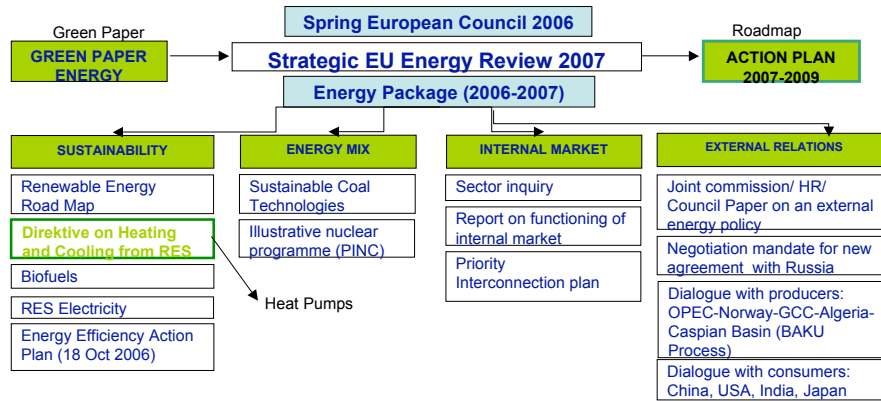 Spring European Council 2006
Green Paper
Roadmap
GREEN PAPER
ENERGY
Strategic EU Energy Review 2007
ACTION PLAN
2007-2009
Energy Package (2006-2007)
SUSTAINABILITY
Renewable Energy
Road Map
Direktive on Heating
and Cooling from RES
Biofuels
RES Electricity
Energy Efficiency Action
Plan (18 Oct 2006)
Heat Pumps
ENERGY MIX
Sustainable Coal
Technologies
Illustrative nuclear
programme (PINC)
INTERNAL MARKET
Sector inquiry
Report on functioning of
internal market
Priority
Interconnection plan
EXTERNAL RELATIONS
Joint commission/ HR/
Council Paper on an external
energy policy
Negotiation mandate for new
agreement with Russia
Dialogue with producers:
OPEC-Norway-GCC-Algeria-
Caspian Basin (BAKU
Process)
Dialogue with consumers:
China, USA, India, Japan